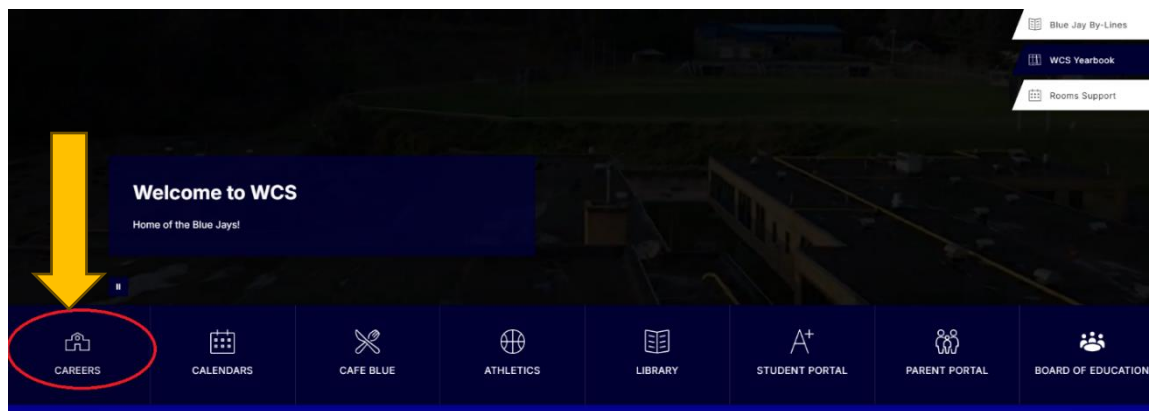 Blue Jay By-Lines
WCS Yearbook
Rooms Support
Welcome to WCS
Home of the Blue Jays!
CAREERS
CALENDARS
CAFE BLUE
ATHLETICS
LIBRARY
A+
STUDENT PORTAL
PARENT PORTAL
BOARD OF EDUCATION